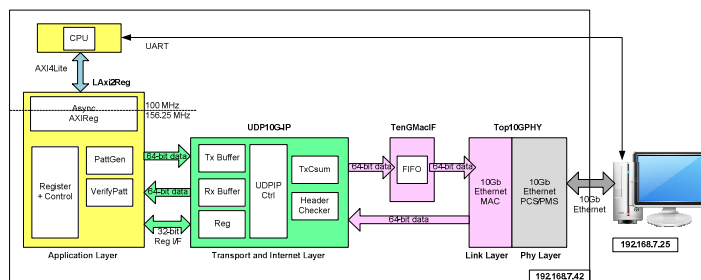 CPU
UART
AXI4Lite
LAxi2Reg
Async
AXIReg
100 MHz
156.25 MHz
Register
+ Control
PattGen
VerifyPatt
Application Layer
64-bit data
64-bit data
32-bit
Reg I/F
UDP10G-IP
Tx Buffer
Rx Buffer
Reg
UDPIP
Ctrl
TxCsum
Header
Checker
Transport and Internet Layer
64-bit data
TenGMacIF
FIFO
64-bit data
64-bit data
Top10GPHY
10Gb
Ethernet
MAC
10Gb
Ethernet
PCS/PMS
Link Layer
Phy Layer
10Gb
Ethernet
192.168.7.25
192.168.7.42